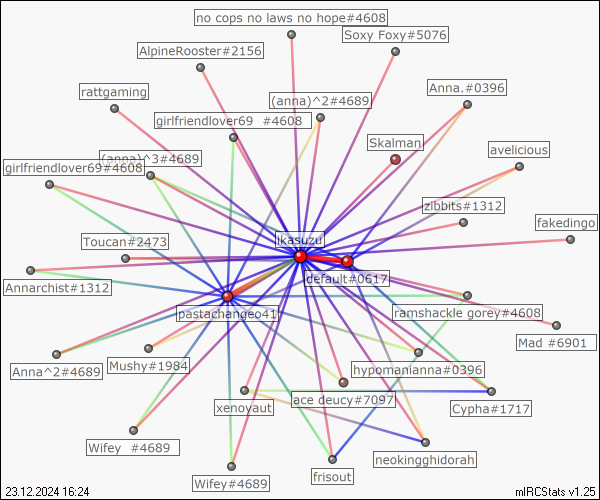 no cops no laws no hope#4608
Soxy Foxy#5076
AlpineRooster#2156
rattgaming
Anna.#0396
(anna)^2#4689
girlfriendlover69 #4608
Skalman
avelicious
(anna)^3#4689
girlfriendlover69#4608
zibbits#1312
fakedingo
Toucan#2473
ikasuzu
default#0617
Annarchist#1312
pastachangeo41
ramshackle gorey#4608
Mad #6901
Anna^2#4689
Mushy#1984
hypomanianna#0396
ace deucy#7097
xenoyaut
Cypha#1717
Wifey #4689
neokingghidorah
Wifey#4689
frisout
23.12.2024 16:24
mIRCStats v1.25